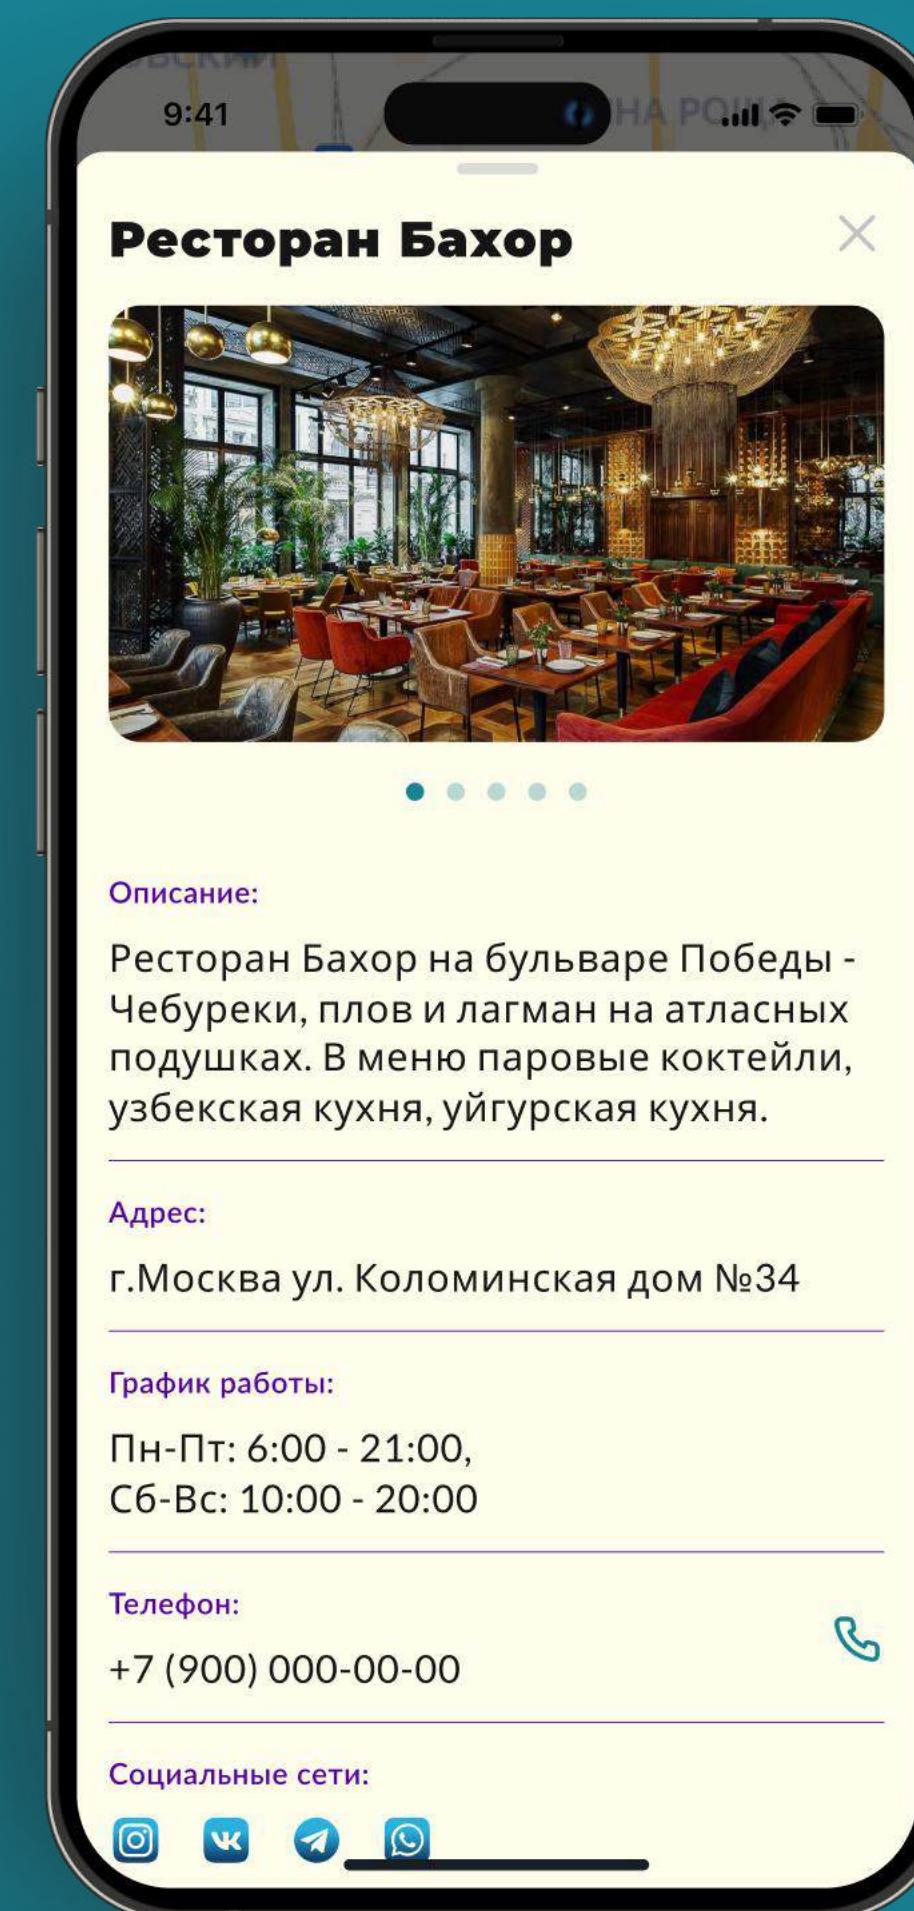 9:41
Ресторан Бахор
Описание:
Ресторан Бахор на бульваре Победы -
Чебуреки, плов и лагман на атласных
подушках. В меню паровые коктейли,
узбекская кухня, уйгурская кухня.
Адрес:
г.Москва ул. Коломинская дом №34
График работы:
Пн-Пт: 6:00 - 21:00,
Сб-Вс: 10:00 - 20:00
Телефон:
+7 (900) 000-00-00
Социальные сети: